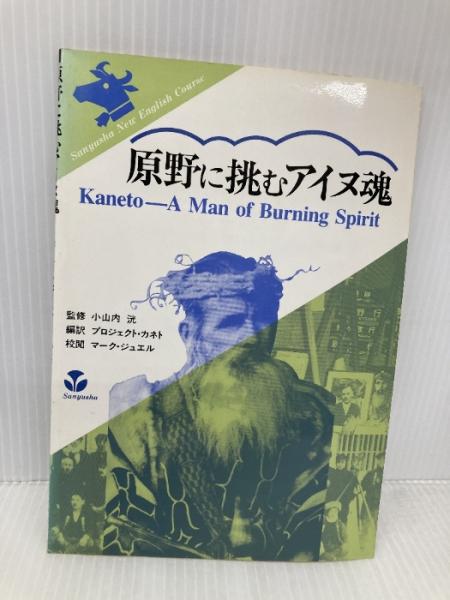 Sanyusha New English Course
原野に挑むアイヌ魂
Kaneto—A Man of Burning Spirit
監修 小山内 洸
編訳 プロジェクト・カネト
校閲 マーク・ジュエル
Sanyusha